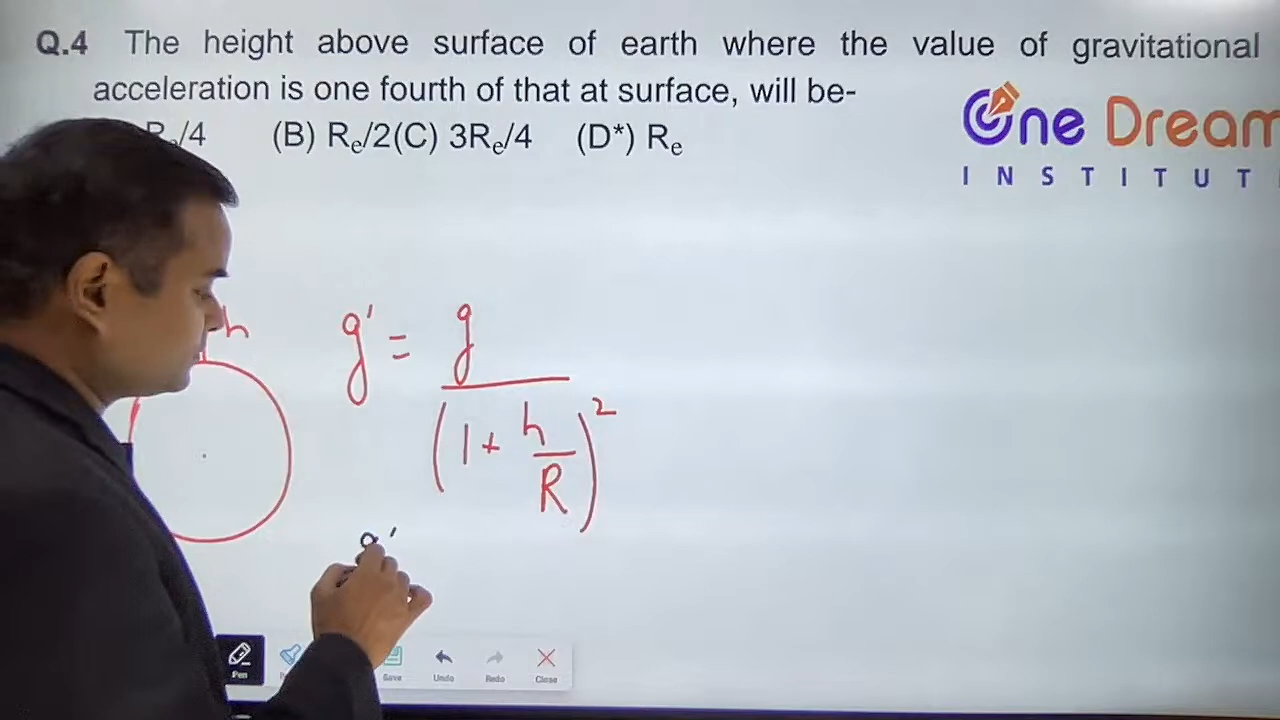 Q.4 The height above surface of earth where the value of gravitational
acceleration is one fourth of that at surface, will be-
/4 (B) Rₑ/2(C) 3Rₑ/4 (D*) Rₑ
One Dream
INSTITUT
h
g' = g
(1 + h
R)²
g'
Pen
Save
Undo
Redo
Close